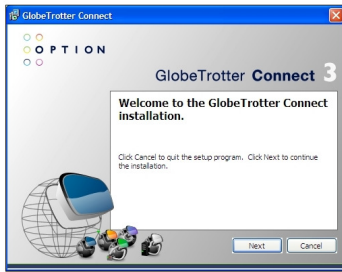 GlobeTrotter Connect
OPTION
GlobeTrotter Connect 3
Welcome to the GlobeTrotter Connect
installation.
Click Cancel to quit the setup program. Click Next to continue
the installation.
Next Cancel